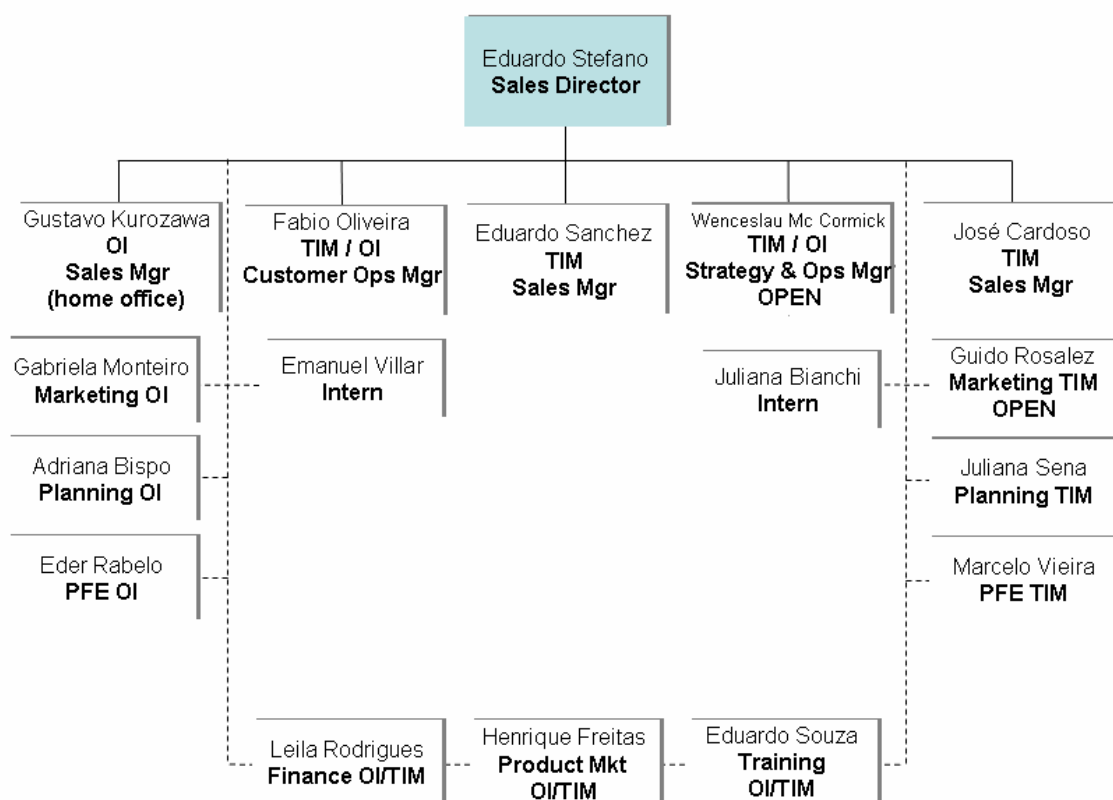 Eduardo Stefano
Sales Director
Gustavo Kurozawa
OI
Sales Mgr
(home office)
Fabio Oliveira
TIM / OI
Customer Ops Mgr
Eduardo Sanchez
TIM
Sales Mgr
Wenceslau Mc Cormick
TIM / OI
Strategy & Ops Mgr
OPEN
José Cardoso
TIM
Sales Mgr
Gabriela Monteiro
Marketing OI
Emanuel Villar
Intern
Juliana Bianchi
Intern
Guido Rosalez
Marketing TIM
OPEN
Adriana Bispo
Planning OI
Juliana Sena
Planning TIM
Eder Rabelo
PFE OI
Marcelo Vieira
PFE TIM
Leila Rodrigues
Finance OI/TIM
Henrique Freitas
Product Mkt
OI/TIM
Eduardo Souza
Training
OI/TIM